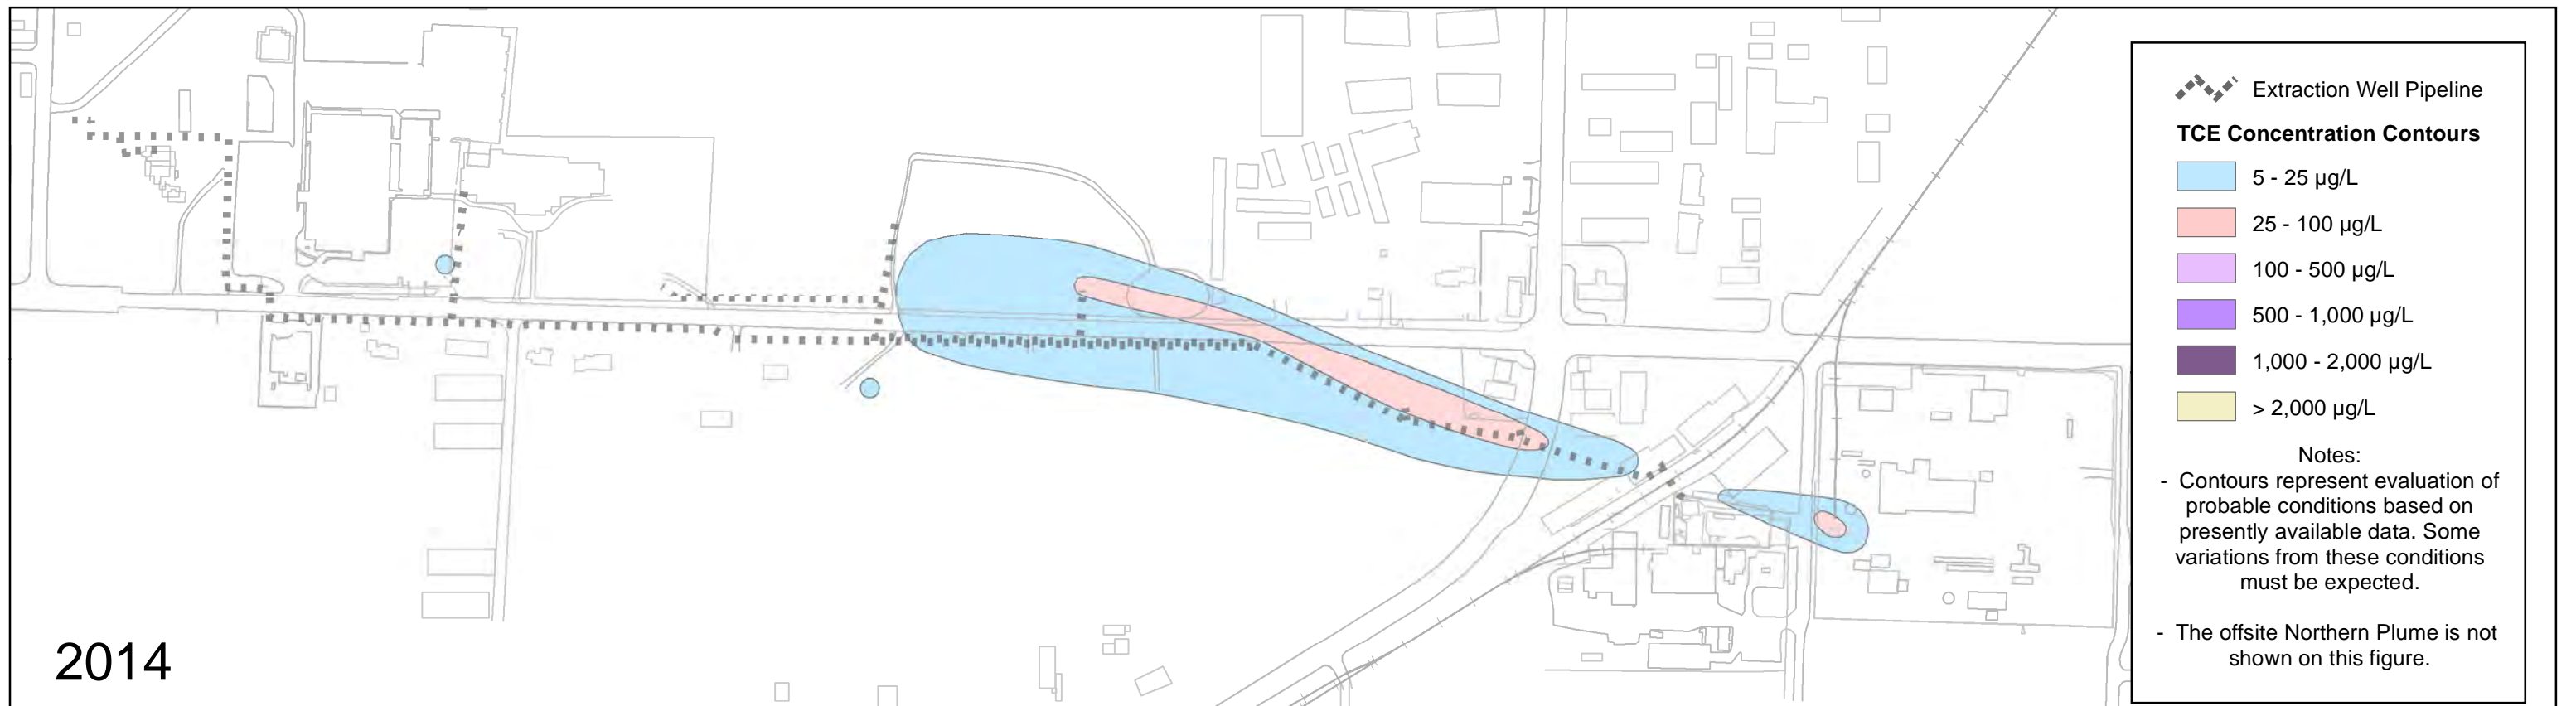 Extraction Well Pipeline
TCE Concentration Contours
5 - 25 µg/L
25 - 100 µg/L
100 - 500 µg/L
500 - 1,000 µg/L
1,000 - 2,000 µg/L
> 2,000 µg/L
Notes:
- Contours represent evaluation of
probable conditions based on
presently available data. Some
variations from these conditions
must be expected.
- The offsite Northern Plume is not
shown on this figure.
2014